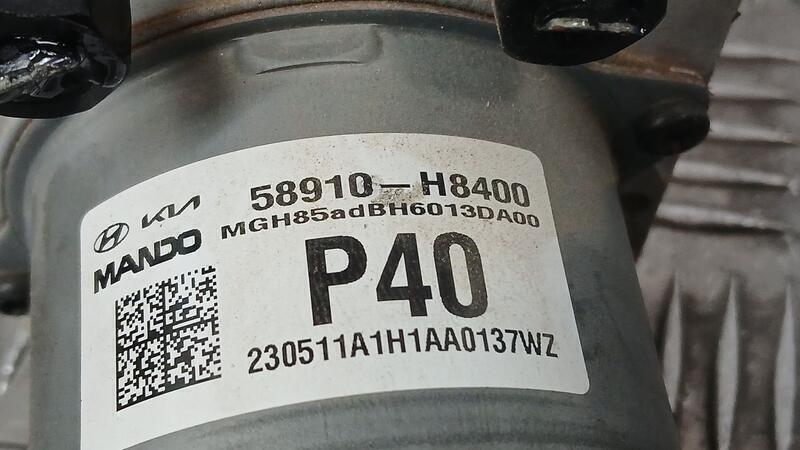 58910-H8400
KIA
MGH85adBH6013DA00
MANDO
P40
230511A1H1AA0137WZ